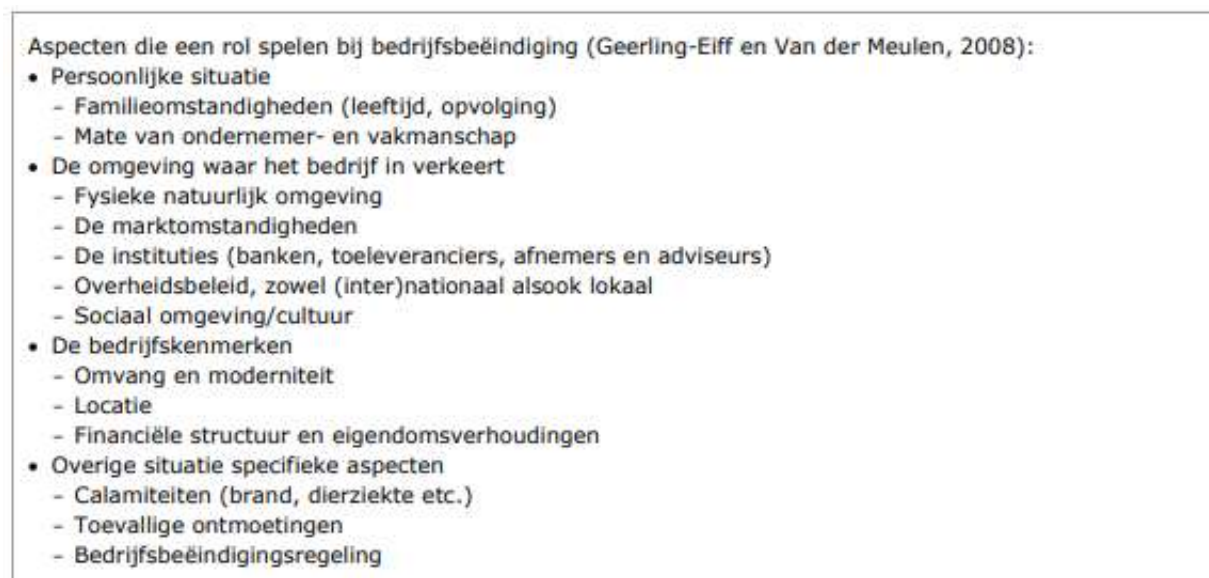 Aspecten die een rol spelen bij bedrijfsbeëindiging (Geerling-Eiff en Van der Meulen, 2008):
• Persoonlijke situatie
– Familieomstandigheden (leeftijd, opvolging)
– Mate van ondernemer- en vakmanschap
• De omgeving waar het bedrijf in verkeert
– Fysieke natuurlijk omgeving
– De marktomstandigheden
– De instituties (banken, toeleveranciers, afnemers en adviseurs)
– Overheidsbeleid, zowel (inter)nationaal alsook lokaal
– Sociaal omgeving/cultuur
• De bedrijfskenmerken
– Omvang en moderniteit
– Locatie
– Financiële structuur en eigendomsverhoudingen
• Overige situatie specifieke aspecten
– Calamiteiten (brand, dierziekte etc.)
– Toevallige ontmoetingen
– Bedrijfsbeëindigingsregeling